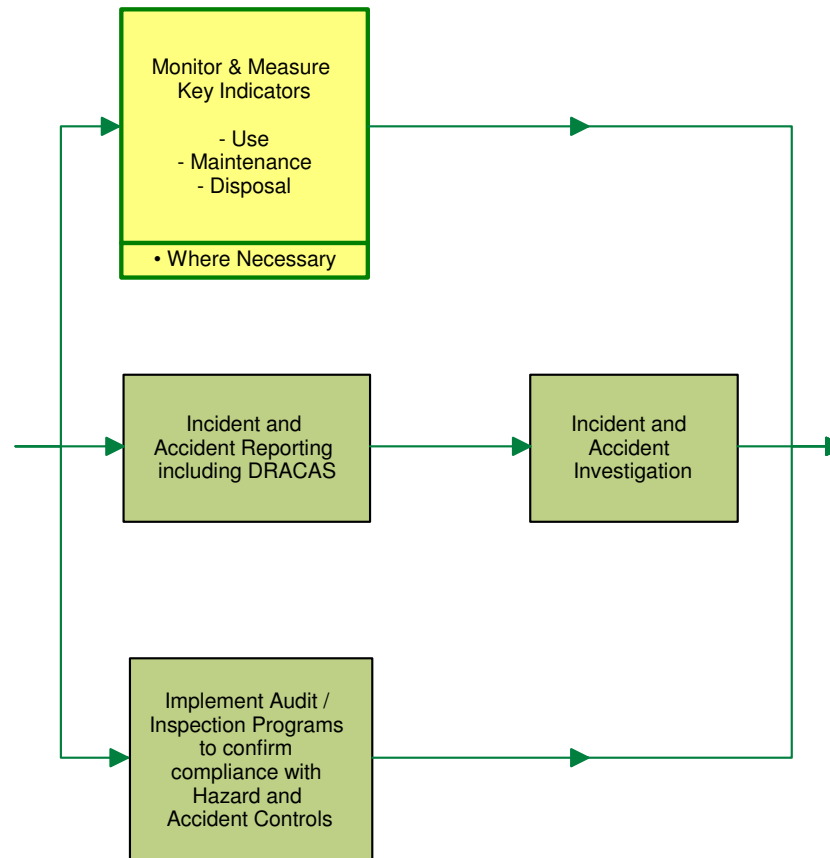 Monitor & Measure
Key Indicators
- Use
- Maintenance
- Disposal
• Where Necessary
Incident and
Accident Reporting
including DRACAS
Incident and
Accident
Investigation
Implement Audit /
Inspection Programs
to confirm
compliance with
Hazard and
Accident Controls